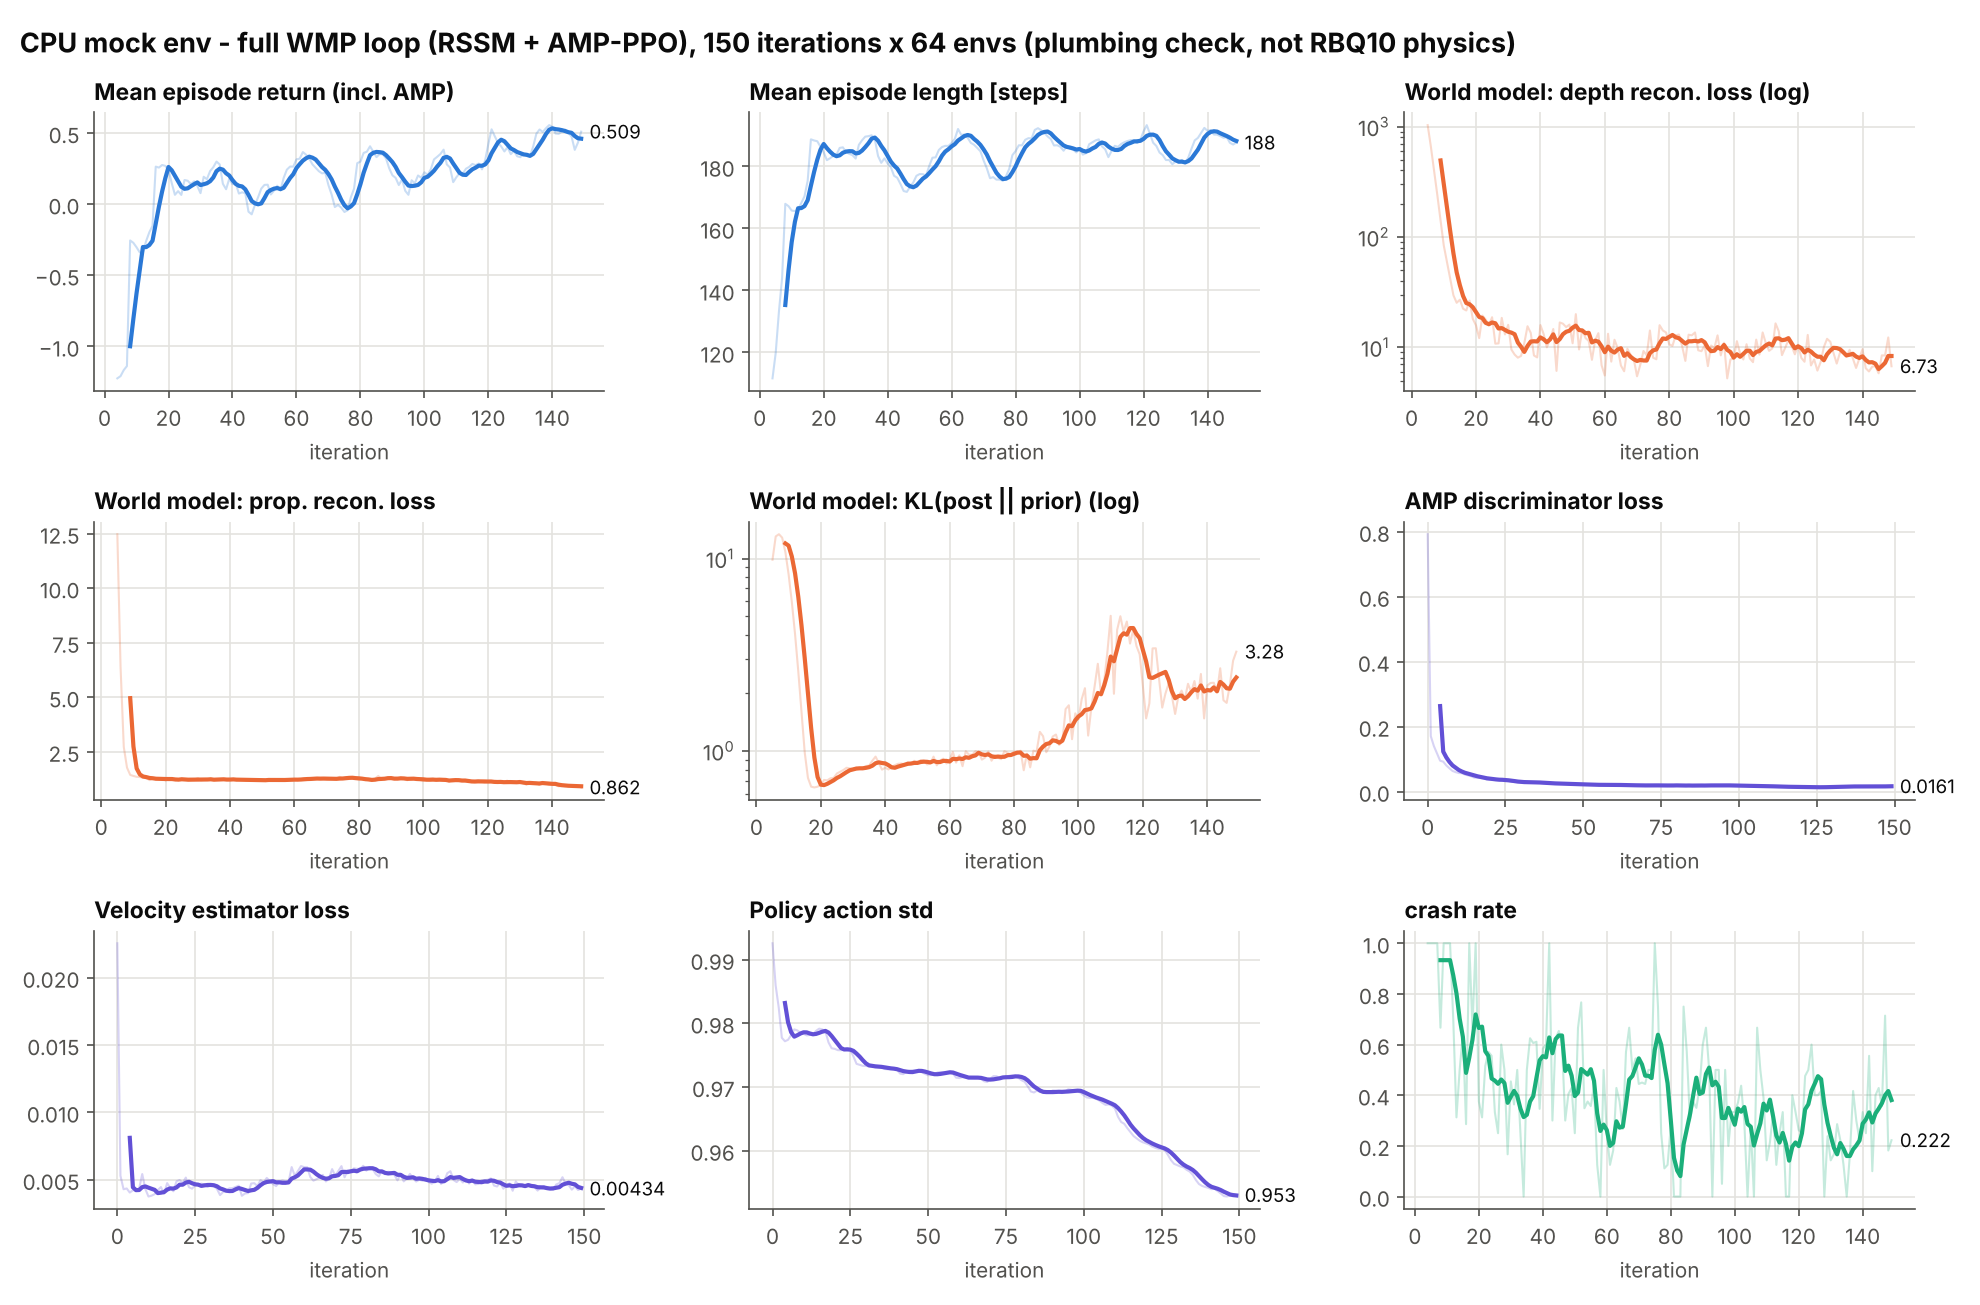 CPU mock env - full WMP loop (RSSM + AMP-PPO), 150 iterations x 64 envs (plumbing check, not RBQ10 physics)
Mean episode return (incl. AMP)
0.5
0.0
−0.5
−1.0
0.509
0 20 40 60 80 100 120 140
iteration
Mean episode length [steps]
180
160
140
120
188
0 20 40 60 80 100 120 140
iteration
World model: depth recon. loss (log)
10³
10²
10¹
6.73
0 20 40 60 80 100 120 140
iteration
World model: prop. recon. loss
12.5
10.0
7.5
5.0
2.5
0.862
0 20 40 60 80 100 120 140
iteration
World model: KL(post || prior) (log)
10¹
10⁰
3.28
0 20 40 60 80 100 120 140
iteration
AMP discriminator loss
0.8
0.6
0.4
0.2
0.0
0.0161
0 25 50 75 100 125 150
iteration
Velocity estimator loss
0.020
0.015
0.010
0.005
0.00434
0 25 50 75 100 125 150
iteration
Policy action std
0.99
0.98
0.97
0.96
0.953
0 25 50 75 100 125 150
iteration
crash rate
1.0
0.8
0.6
0.4
0.2
0.0
0.222
0 20 40 60 80 100 120 140
iteration